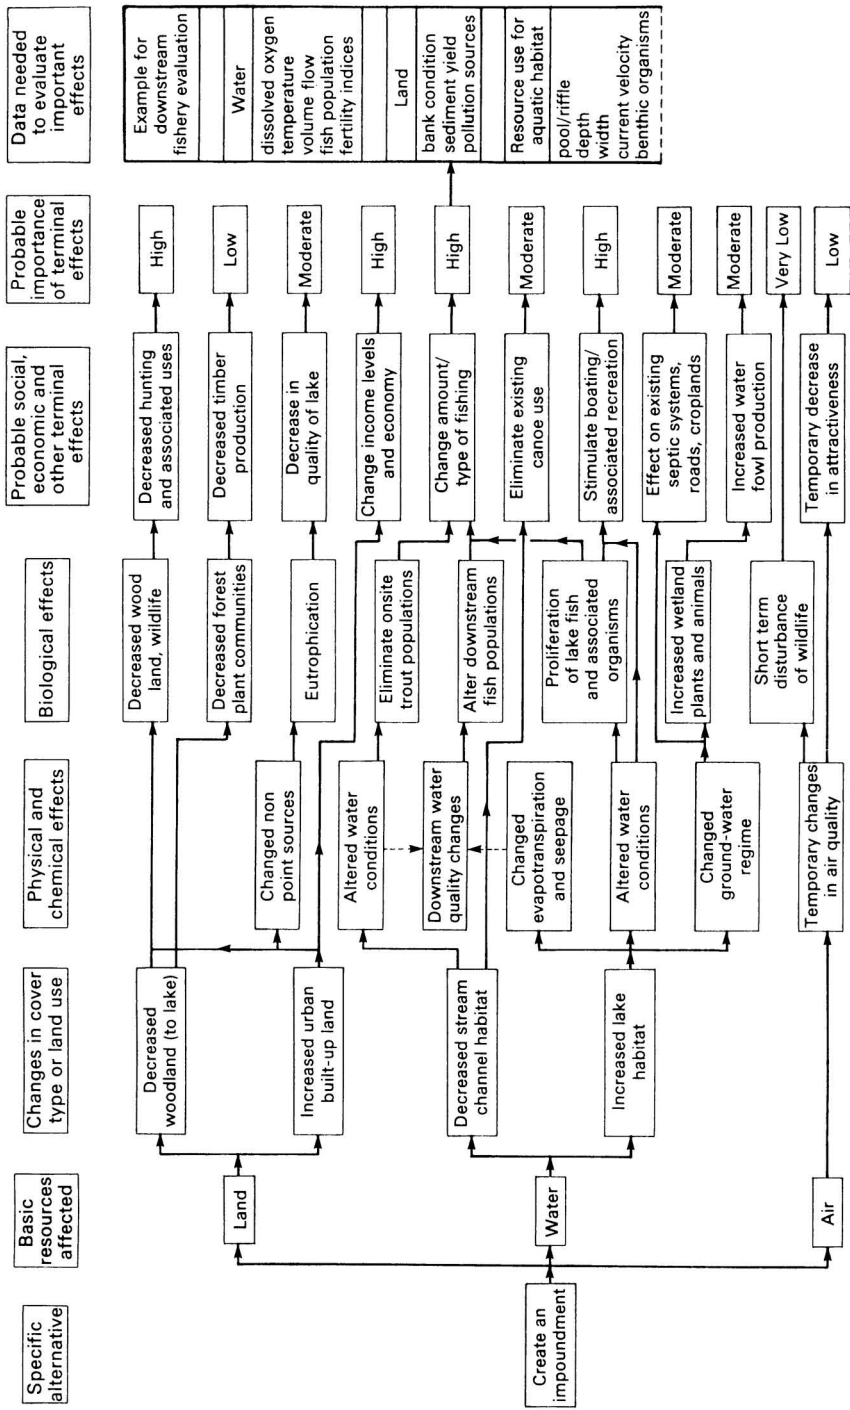 Specific
alternative
Basic
resources
affected
Changes in cover
type or land use
Physical and
chemical effects
Biological effects
Probable social,
economic and
other terminal
effects
Probable
importance
of terminal
effects
Data needed
to evaluate
important
effects
Create an
impoundment
Land
Water
Air
Decreased
woodland (to lake)
Increased urban
built-up land
Decreased stream
channel habitat
Increased lake
habitat
Changed non
point sources
Altered water
conditions
Downstream water
quality changes
Changed
evapotranspiration
and seepage
Altered water
conditions
Changed
ground-water
regime
Temporary changes
in air quality
Decreased wood
land, wildlife
Decreased forest
plant communities
Eutrophication
Eliminate onsite
trout populations
Alter downstream
fish populations
Proliferation
of lake fish
and associated
organisms
Increased wetland
plants and animals
Short term
disturbance
of wildlife
Decreased hunting
and associated uses
Decreased timber
production
Decrease in
quality of lake
Change income levels
and economy
Change amount/
type of fishing
Eliminate existing
canoe use
Stimulate boating/
associated recreation
Effect on existing
septic systems,
roads, croplands
Increased water
fowl production
Temporary decrease
in attractiveness
High
Low
Moderate
High
High
Moderate
High
Moderate
Moderate
Very Low
Low
Example for
downstream
fishery evaluation
Water
dissolved oxygen
temperature
volume flow
fish population
fertility indices
Land
bank condition
sediment yield
pollution sources
Resource use for
aquatic habitat
pool/riffle
depth
width
current velocity
benthic organisms